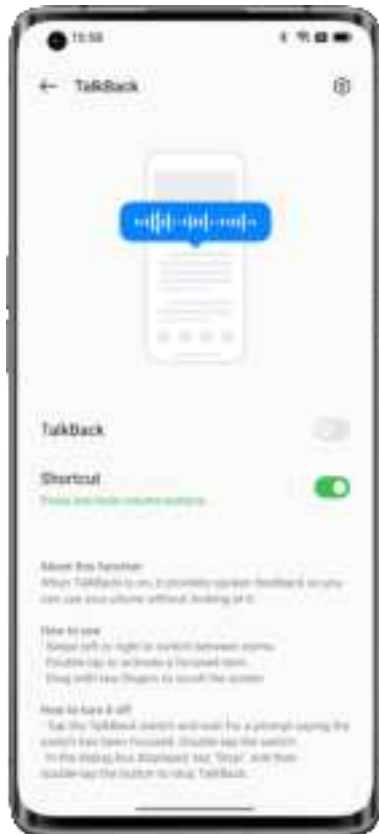 15:50
TalkBack
TalkBack
Shortcut
Press and hold volume buttons
About this function
When TalkBack is on, it provides spoken feedback so you
can use your phone without looking at it.
How to use
Swipe left or right to switch between items.
Double-tap to activate a focused item.
Drag with two fingers to scroll the screen.
How to turn it off
Tap the TalkBack switch and wait for a prompt saying the
switch has been focused. Double-tap the switch.
In the dialog box displayed, tap "Stop", and then
double-tap the button to stop TalkBack.